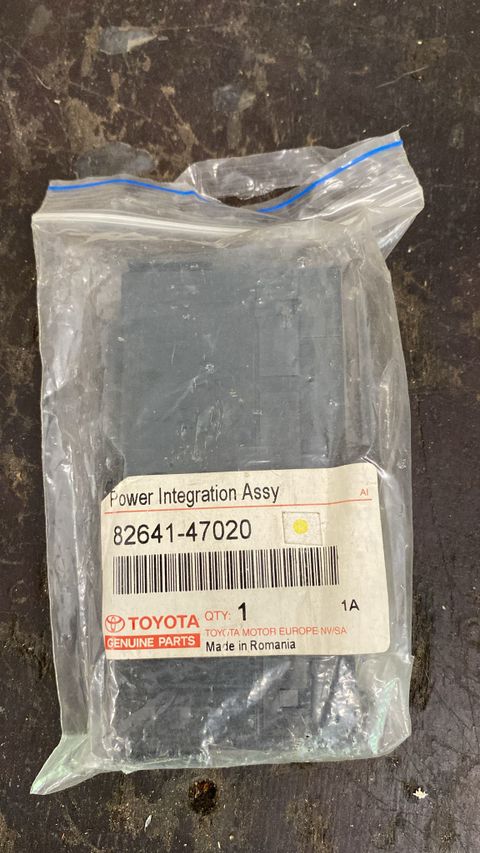 Power Integration Assy
AI
82641-47020
TOYOTA
GENUINE PARTS
QTY: 1
1A
TOYOTA MOTOR EUROPE NV/SA
Made in Romania